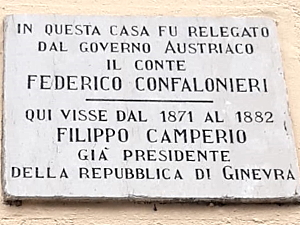 IN QUESTA CASA FU RELEGATO
DAL GOVERNO AUSTRIACO
IL CONTE
FEDERICO CONFALONIERI
QUI VISSE DAL 1871 AL 1882
FILIPPO CAMPERIO
GIÀ PRESIDENTE
DELLA REPUBBLICA DI GINEVRA